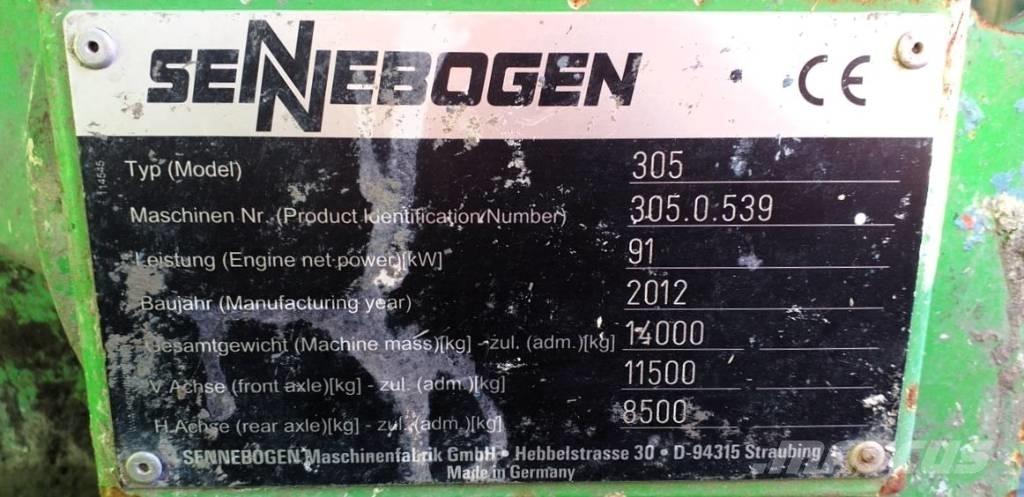 SENNEBOGEN CE
Typ (Model) 305
Maschinen Nr. (Product Identification Number) 305.0.539
Leistung (Engine net power)[kW] 91
Baujahr (Manufacturing year) 2012
Gesamtgewicht (Machine mass)[kg] - zul. (adm.)[kg] 14000
V.Achse (front axle)[kg] - zul. (adm.)[kg] 11500
H.Achse (rear axle)[kg] - zul. (adm.)[kg] 8500
SENNEBOGEN Maschinenfabrik GmbH • Hebbelstrasse 30 • D-94315 Straubing
Made in Germany
114545
MASCUS